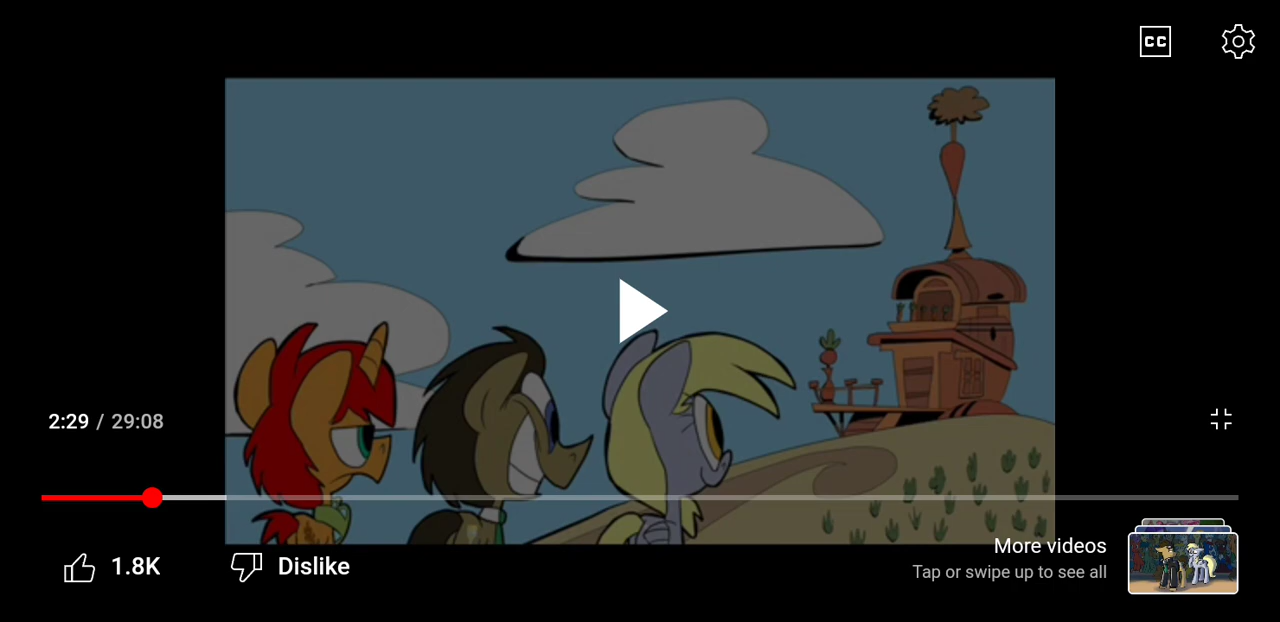 CC
2:29 / 29:08
1.8K
Dislike
More videos
Tap or swipe up to see all